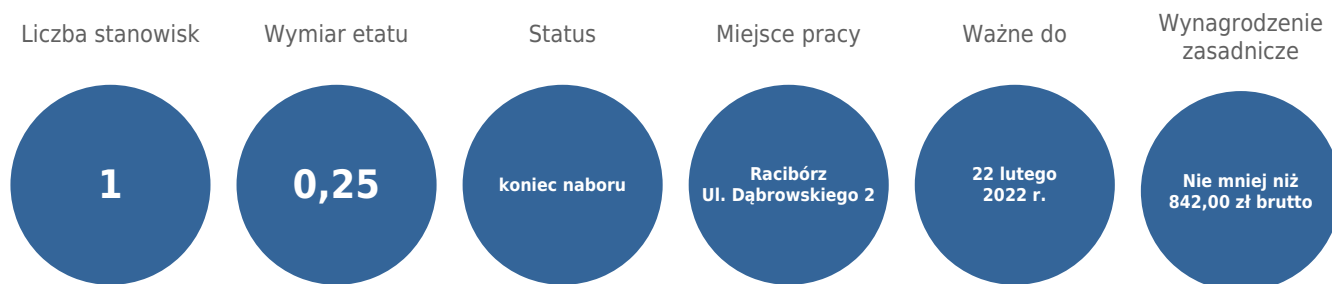 Liczba stanowisk
1
Wymiar etatu
0,25
Status
koniec naboru
Miejsce pracy
Racibórz
Ul. Dąbrowskiego 2
Ważne do
22 lutego
2022 r.
Wynagrodzenie
zasadnicze
Nie mniej niż
842,00 zł brutto